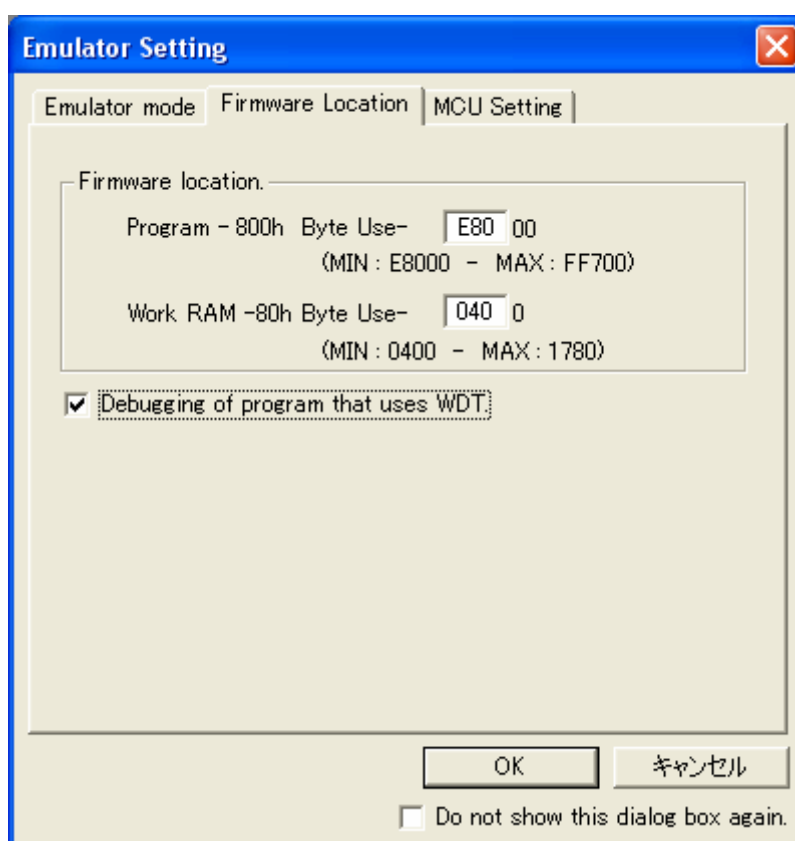 Emulator Setting
Emulator mode Firmware Location MCU Setting
Firmware location.
Program - 800h Byte Use- E80 00
(MIN : E8000 - MAX : FF700)
Work RAM -80h Byte Use- 040 0
(MIN : 0400 - MAX : 1780)
Debugging of program that uses WDT.
OK キャンセル
Do not show this dialog box again.